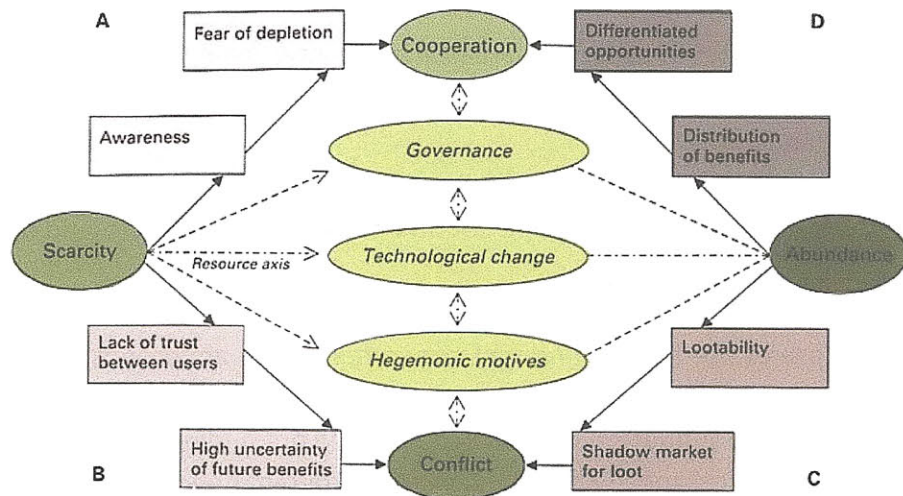 A
Fear of depletion
Cooperation
Differentiated
opportunities
D
Awareness
Governance
Distribution
of benefits
Scarcity
Resource axis
Technological change
Abundance
Lack of trust
between users
Hegemonic motives
Lootability
B
High uncertainty
of future benefits
Conflict
Shadow market
for loot
C